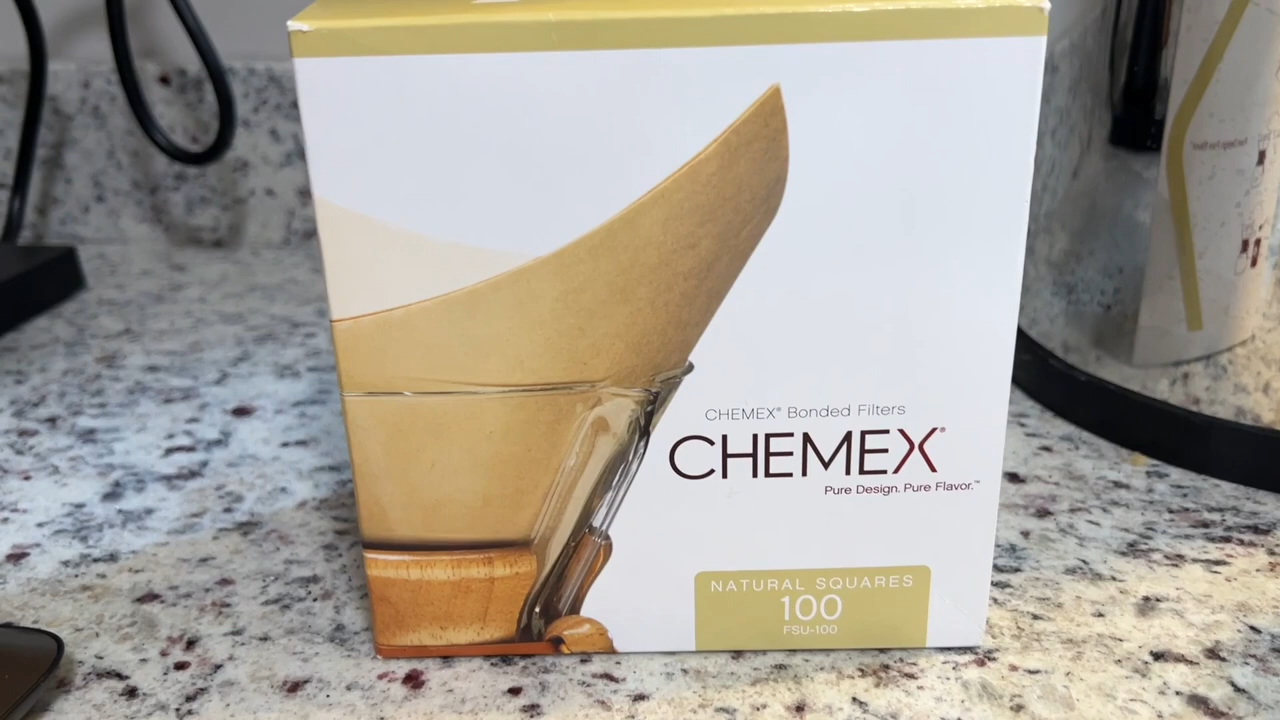 CHEMEX® Bonded Filters
CHEMEX®
Pure Design. Pure Flavor.™
NATURAL SQUARES
100
FSU-100